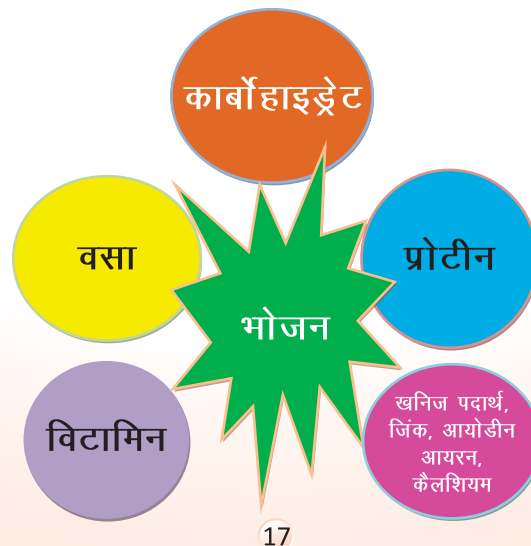 कार्बोहाइड्रेट
वसा
प्रोटीन
भोजन
विटामिन
खनिज पदार्थ,
जिंक, आयोडीन
आयरन,
कैलशियम
17